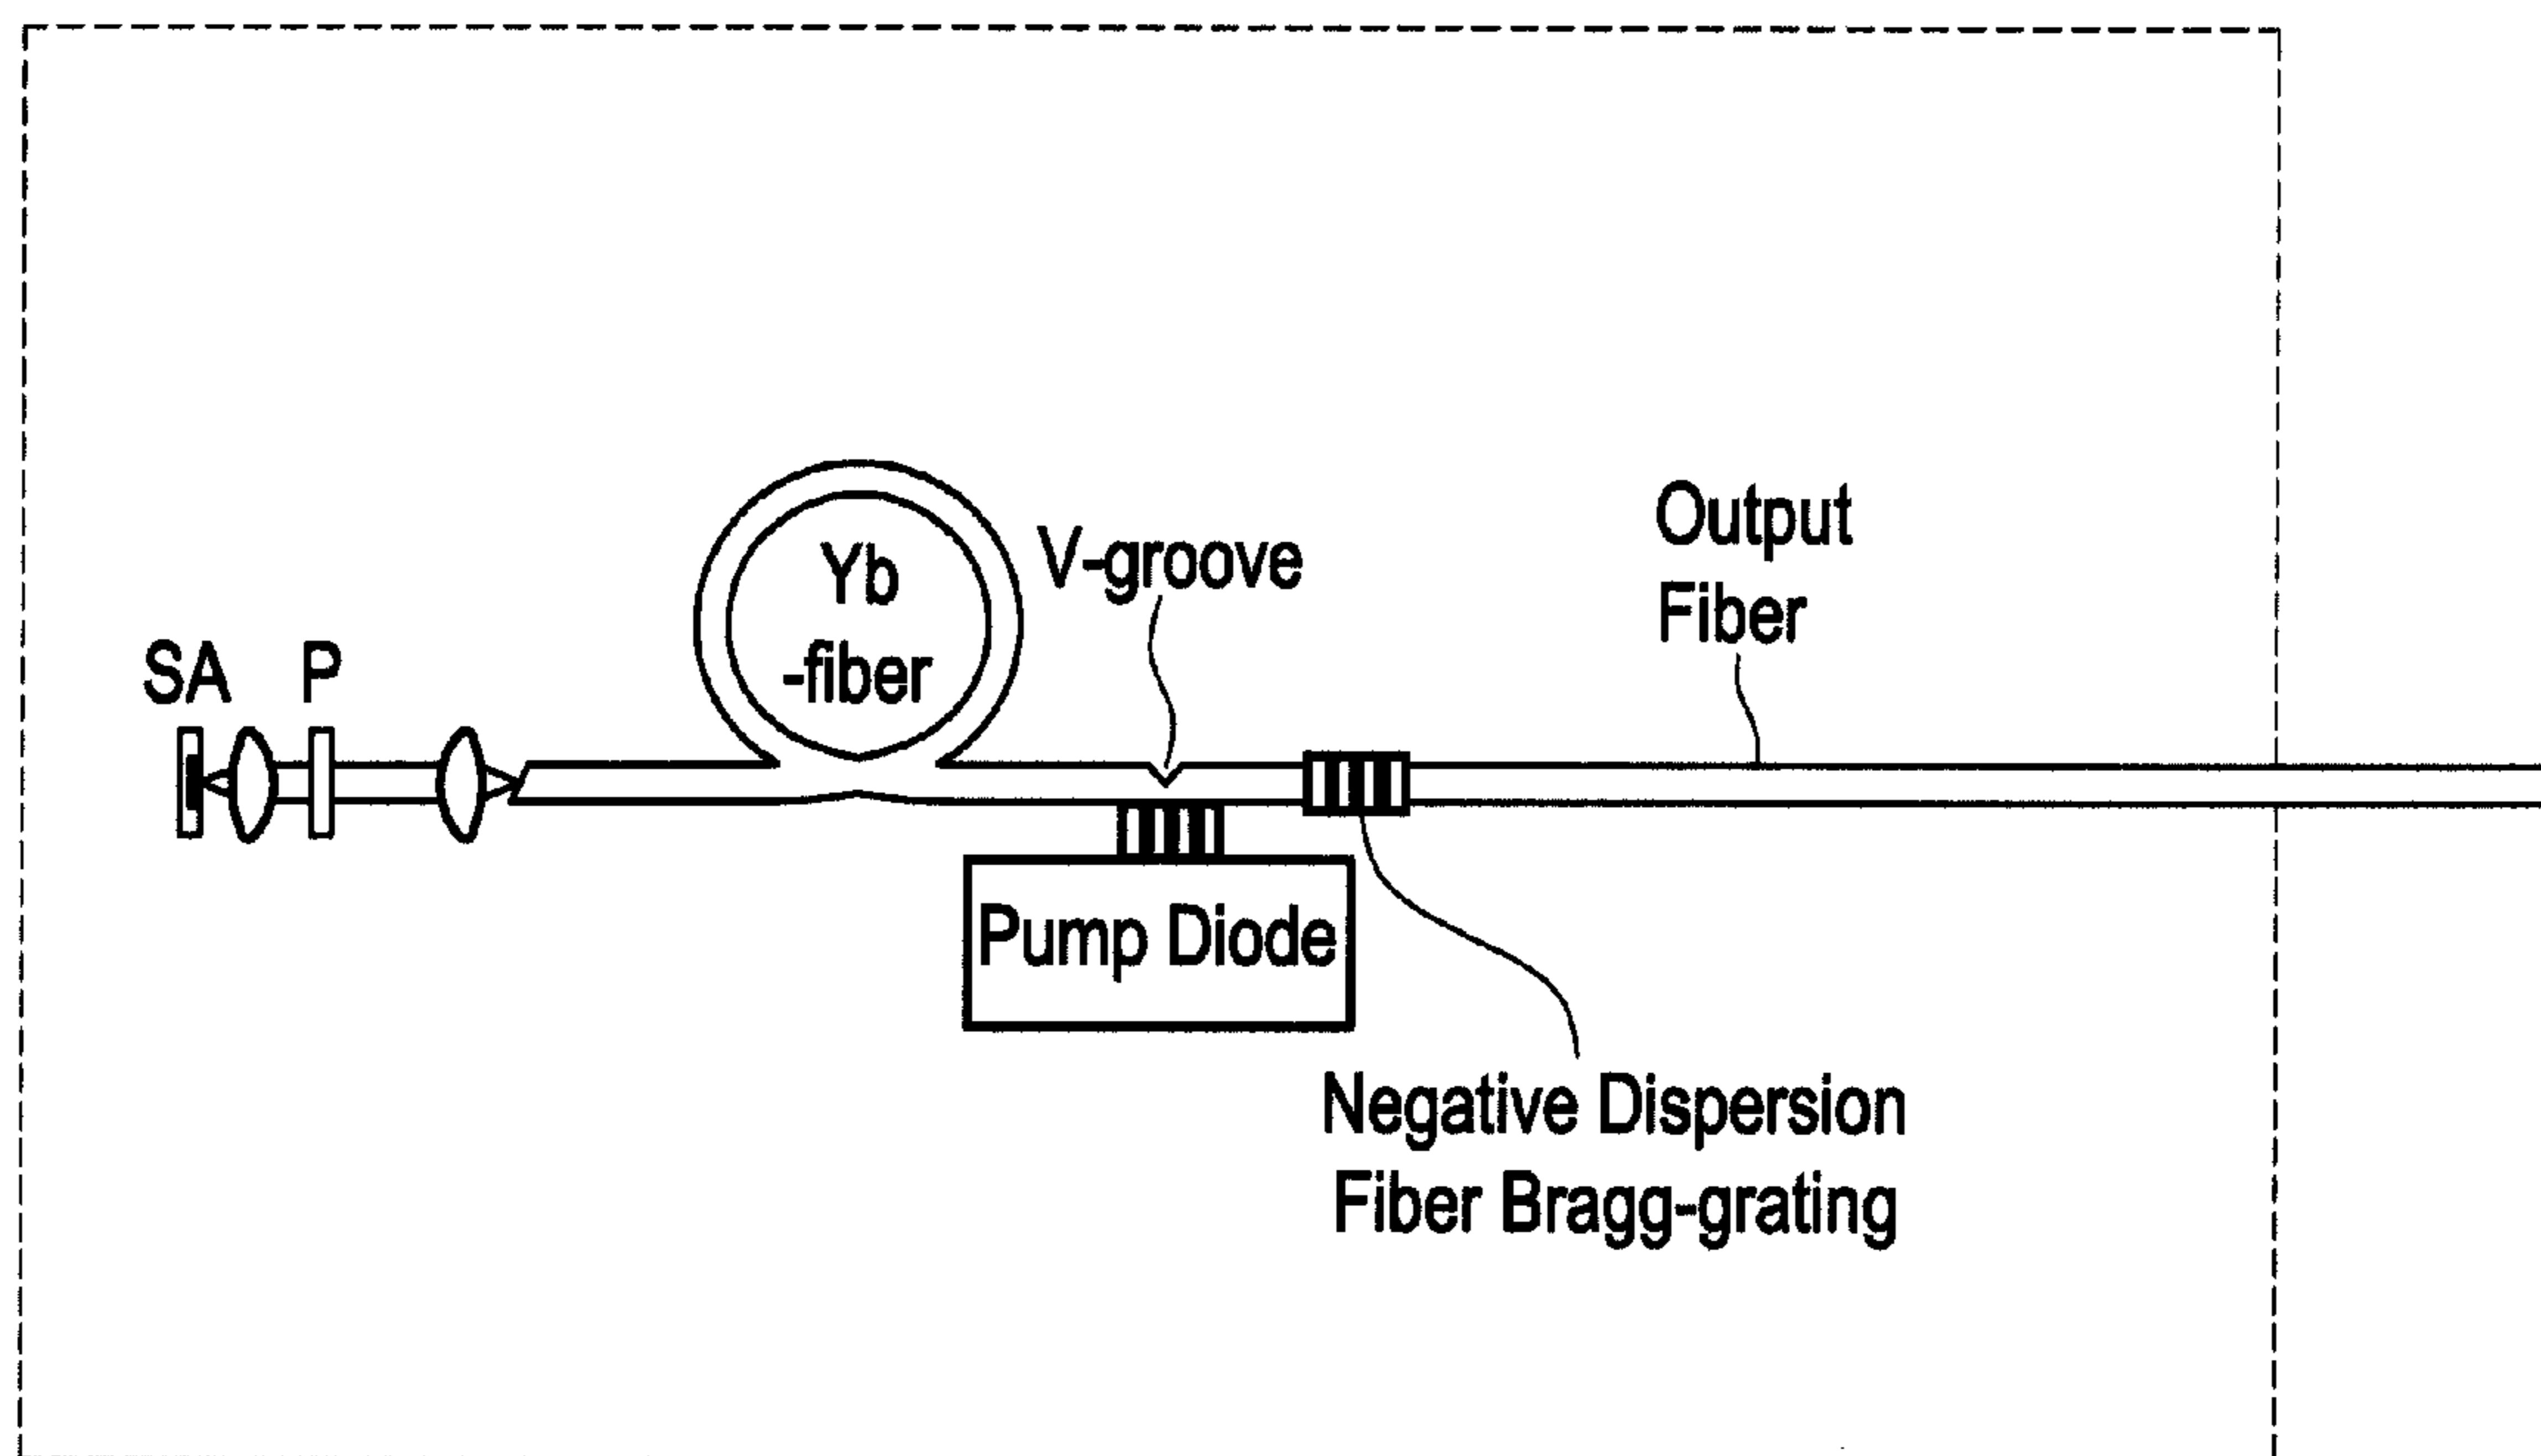 SA
P
Yb
-fiber
V-groove
Output
Fiber
Pump Diode
Negative Dispersion
Fiber Bragg-grating